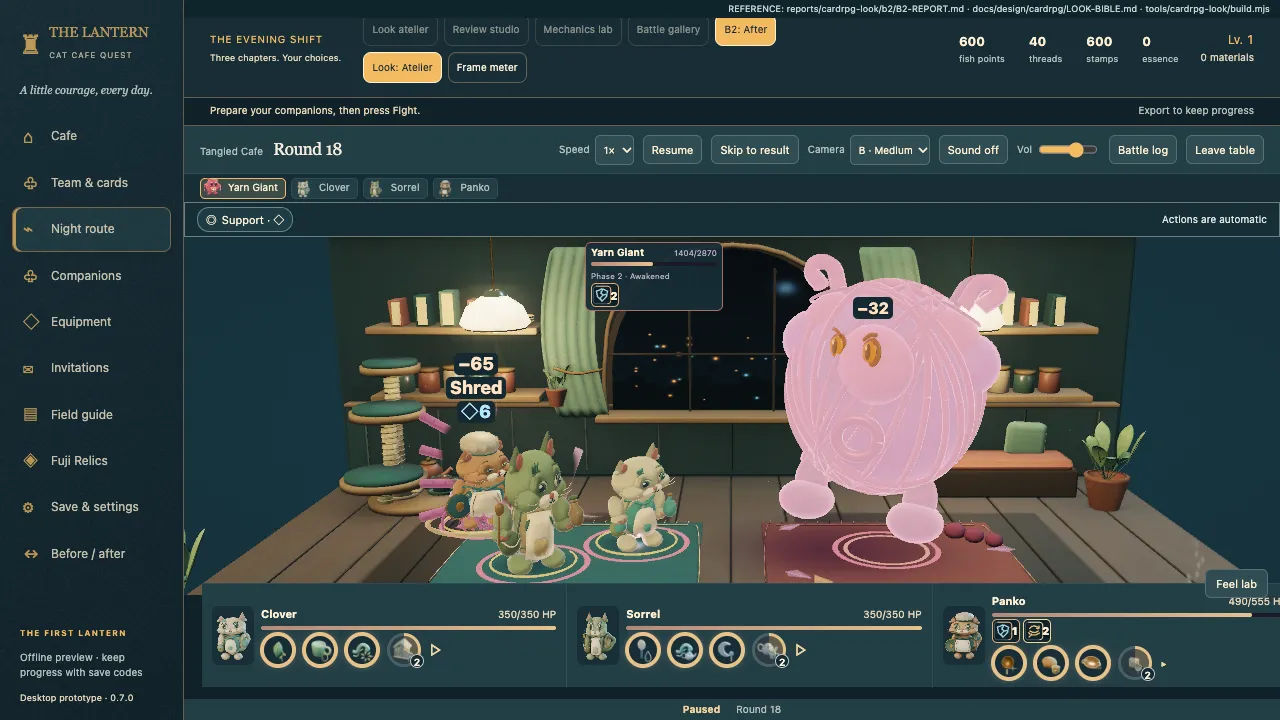 REFERENCE: reports/cardrpg-look/b2/B2-REPORT.md · docs/design/cardrpg/LOOK-BIBLE.md · tools/cardrpg-look/build.mjs
THE LANTERN
CAT CAFE QUEST
A little courage, every day.
Cafe
Team & cards
Night route
Companions
Equipment
Invitations
Field guide
Fuji Relics
Save & settings
Before / after
THE FIRST LANTERN
Offline preview · keep
progress with save codes
Desktop prototype · 0.7.0
THE EVENING SHIFT
Three chapters. Your choices.
Look atelier
Review studio
Mechanics lab
Battle gallery
B2: After
Look: Atelier
Frame meter
600
fish points
40
threads
600
stamps
0
essence
Lv. 1
0 materials
Prepare your companions, then press Fight.
Export to keep progress
Tangled Cafe
Round 18
Speed
1x
Resume
Skip to result
Camera
B · Medium
Sound off
Vol
Battle log
Leave table
Yarn Giant
Clover
Sorrel
Panko
Support ·
Actions are automatic
Yarn Giant
1404/2870
Phase 2 · Awakened
2
−32
−65
Shred
6
Feel lab
Clover
350/350 HP
2
Sorrel
350/350 HP
2
Panko
490/555 H
1
2
2
Paused
Round 18